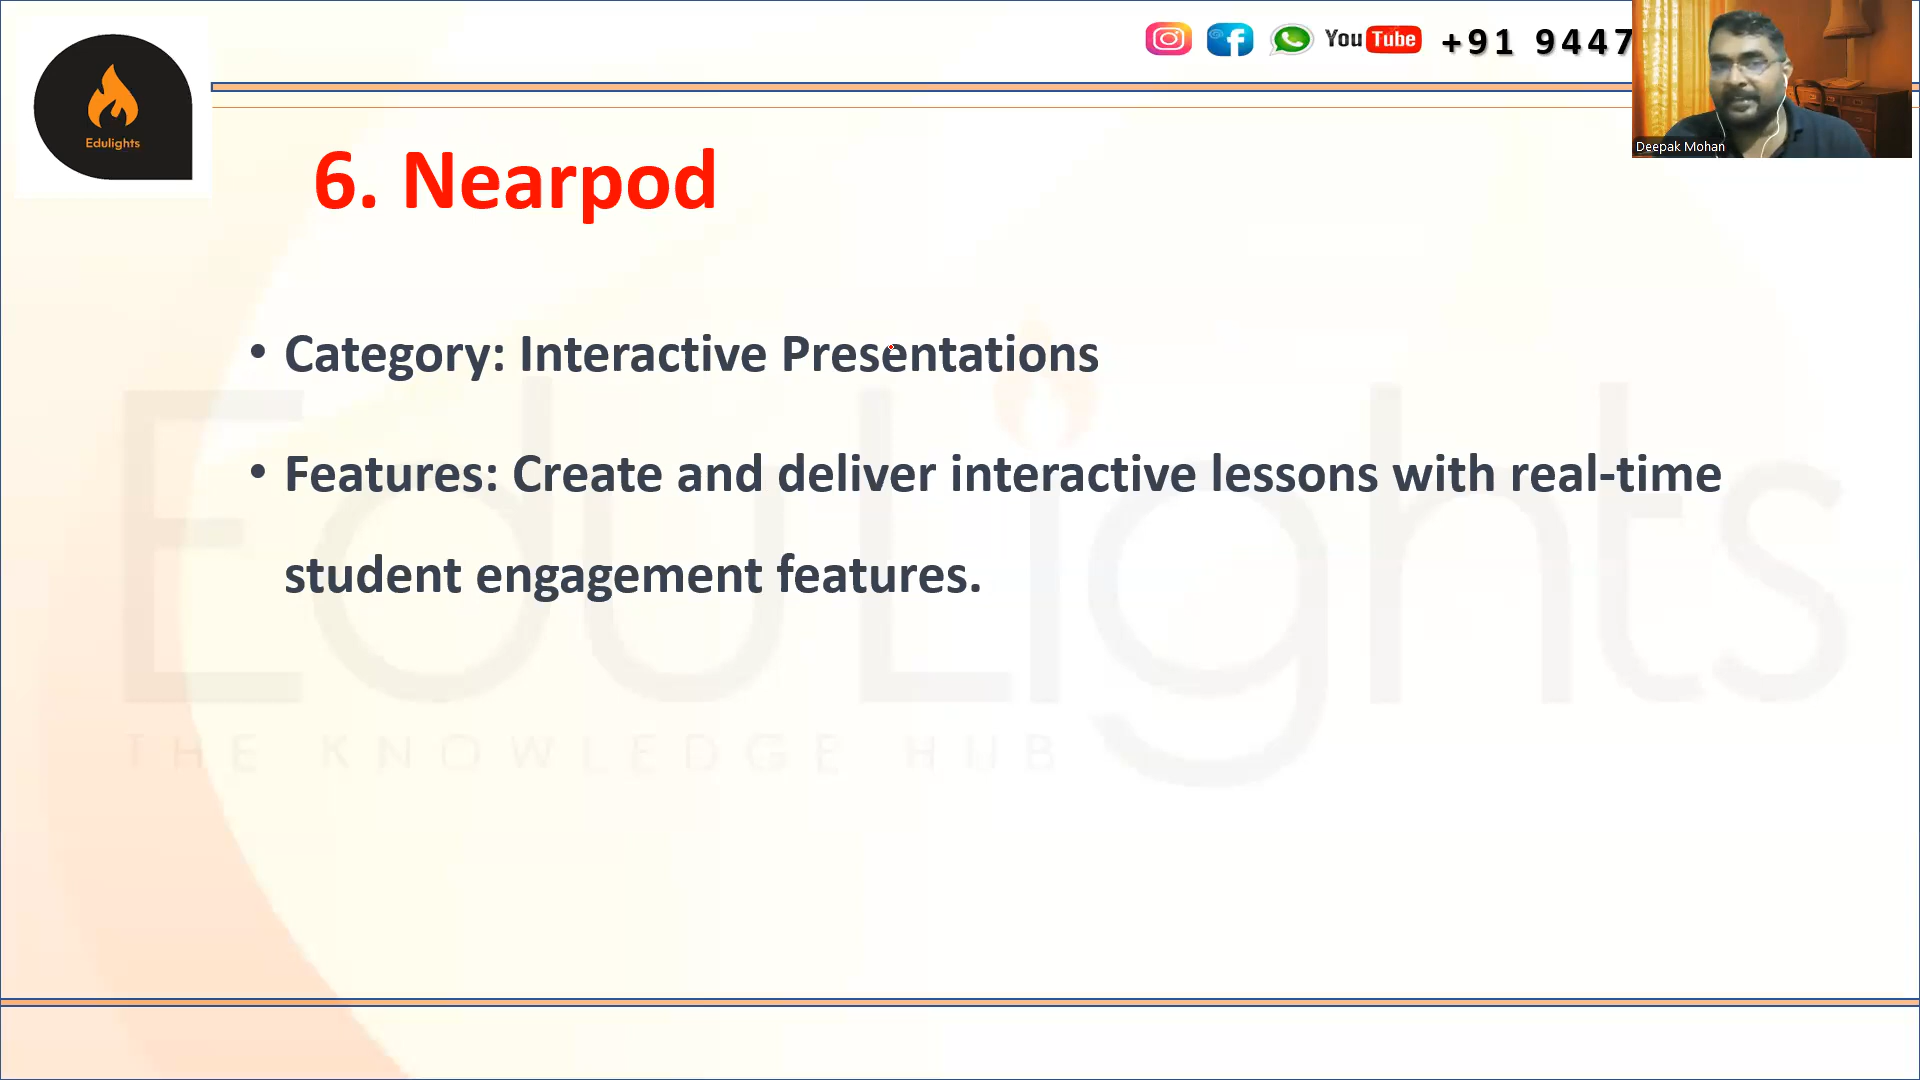 Edulights
You Tube +91 9447
Deepak Mohan
6. Nearpod
• Category: Interactive Presentations
• Features: Create and deliver interactive lessons with real-time
student engagement features.
EduLights
THE KNOWLEDGE HUB